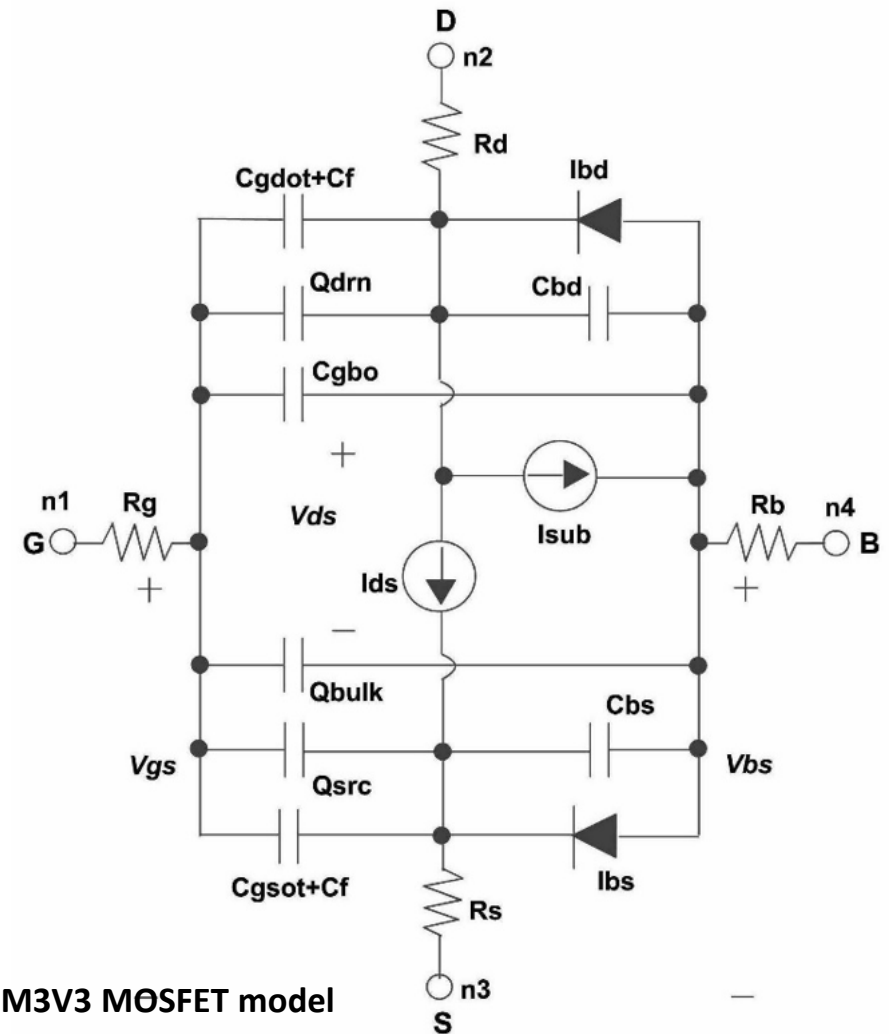 D
n2
Rd
Cgdot+Cf
Ibd
Qdrn
Cbd
Cgbo
+
n1
Rg
Vds
Rb
n4
G
Isub
B
+
Ids
+
−
Qbulk
Cbs
Vgs
Vbs
Qsrc
Cgsot+Cf
Ibs
Rs
M3V3 MOSFET model
n3
−
−
S